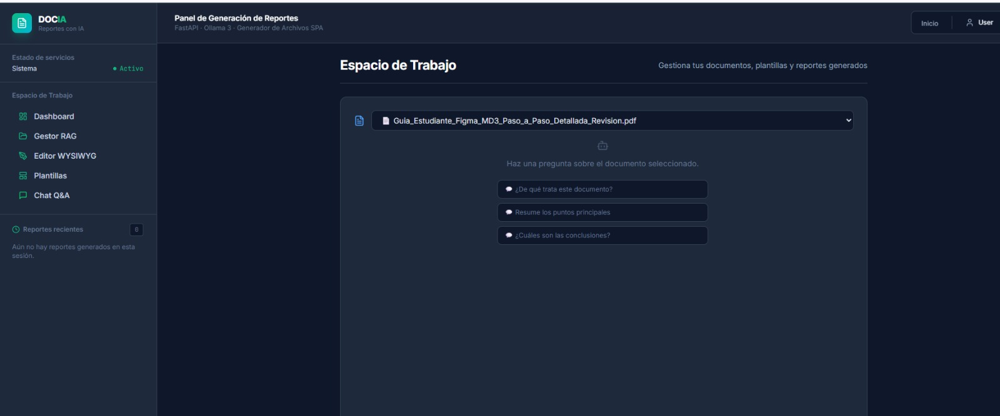 DOCIA
Reportes con IA
Estado de servicios
Sistema
Activo
Espacio de Trabajo
Dashboard
Gestor RAG
Editor WYSIWYG
Plantillas
Chat Q&A
Reportes recientes
0
Aún no hay reportes generados en esta
sesión.
Panel de Generación de Reportes
FastAPI · Ollama 3 · Generador de Archivos SPA
Inicio
User
Espacio de Trabajo
Gestiona tus documentos, plantillas y reportes generados
Guia_Estudiante_Figma_MD3_Paso_a_Paso_Detallada_Revision.pdf
Haz una pregunta sobre el documento seleccionado.
¿De qué trata este documento?
Resume los puntos principales
¿Cuáles son las conclusiones?